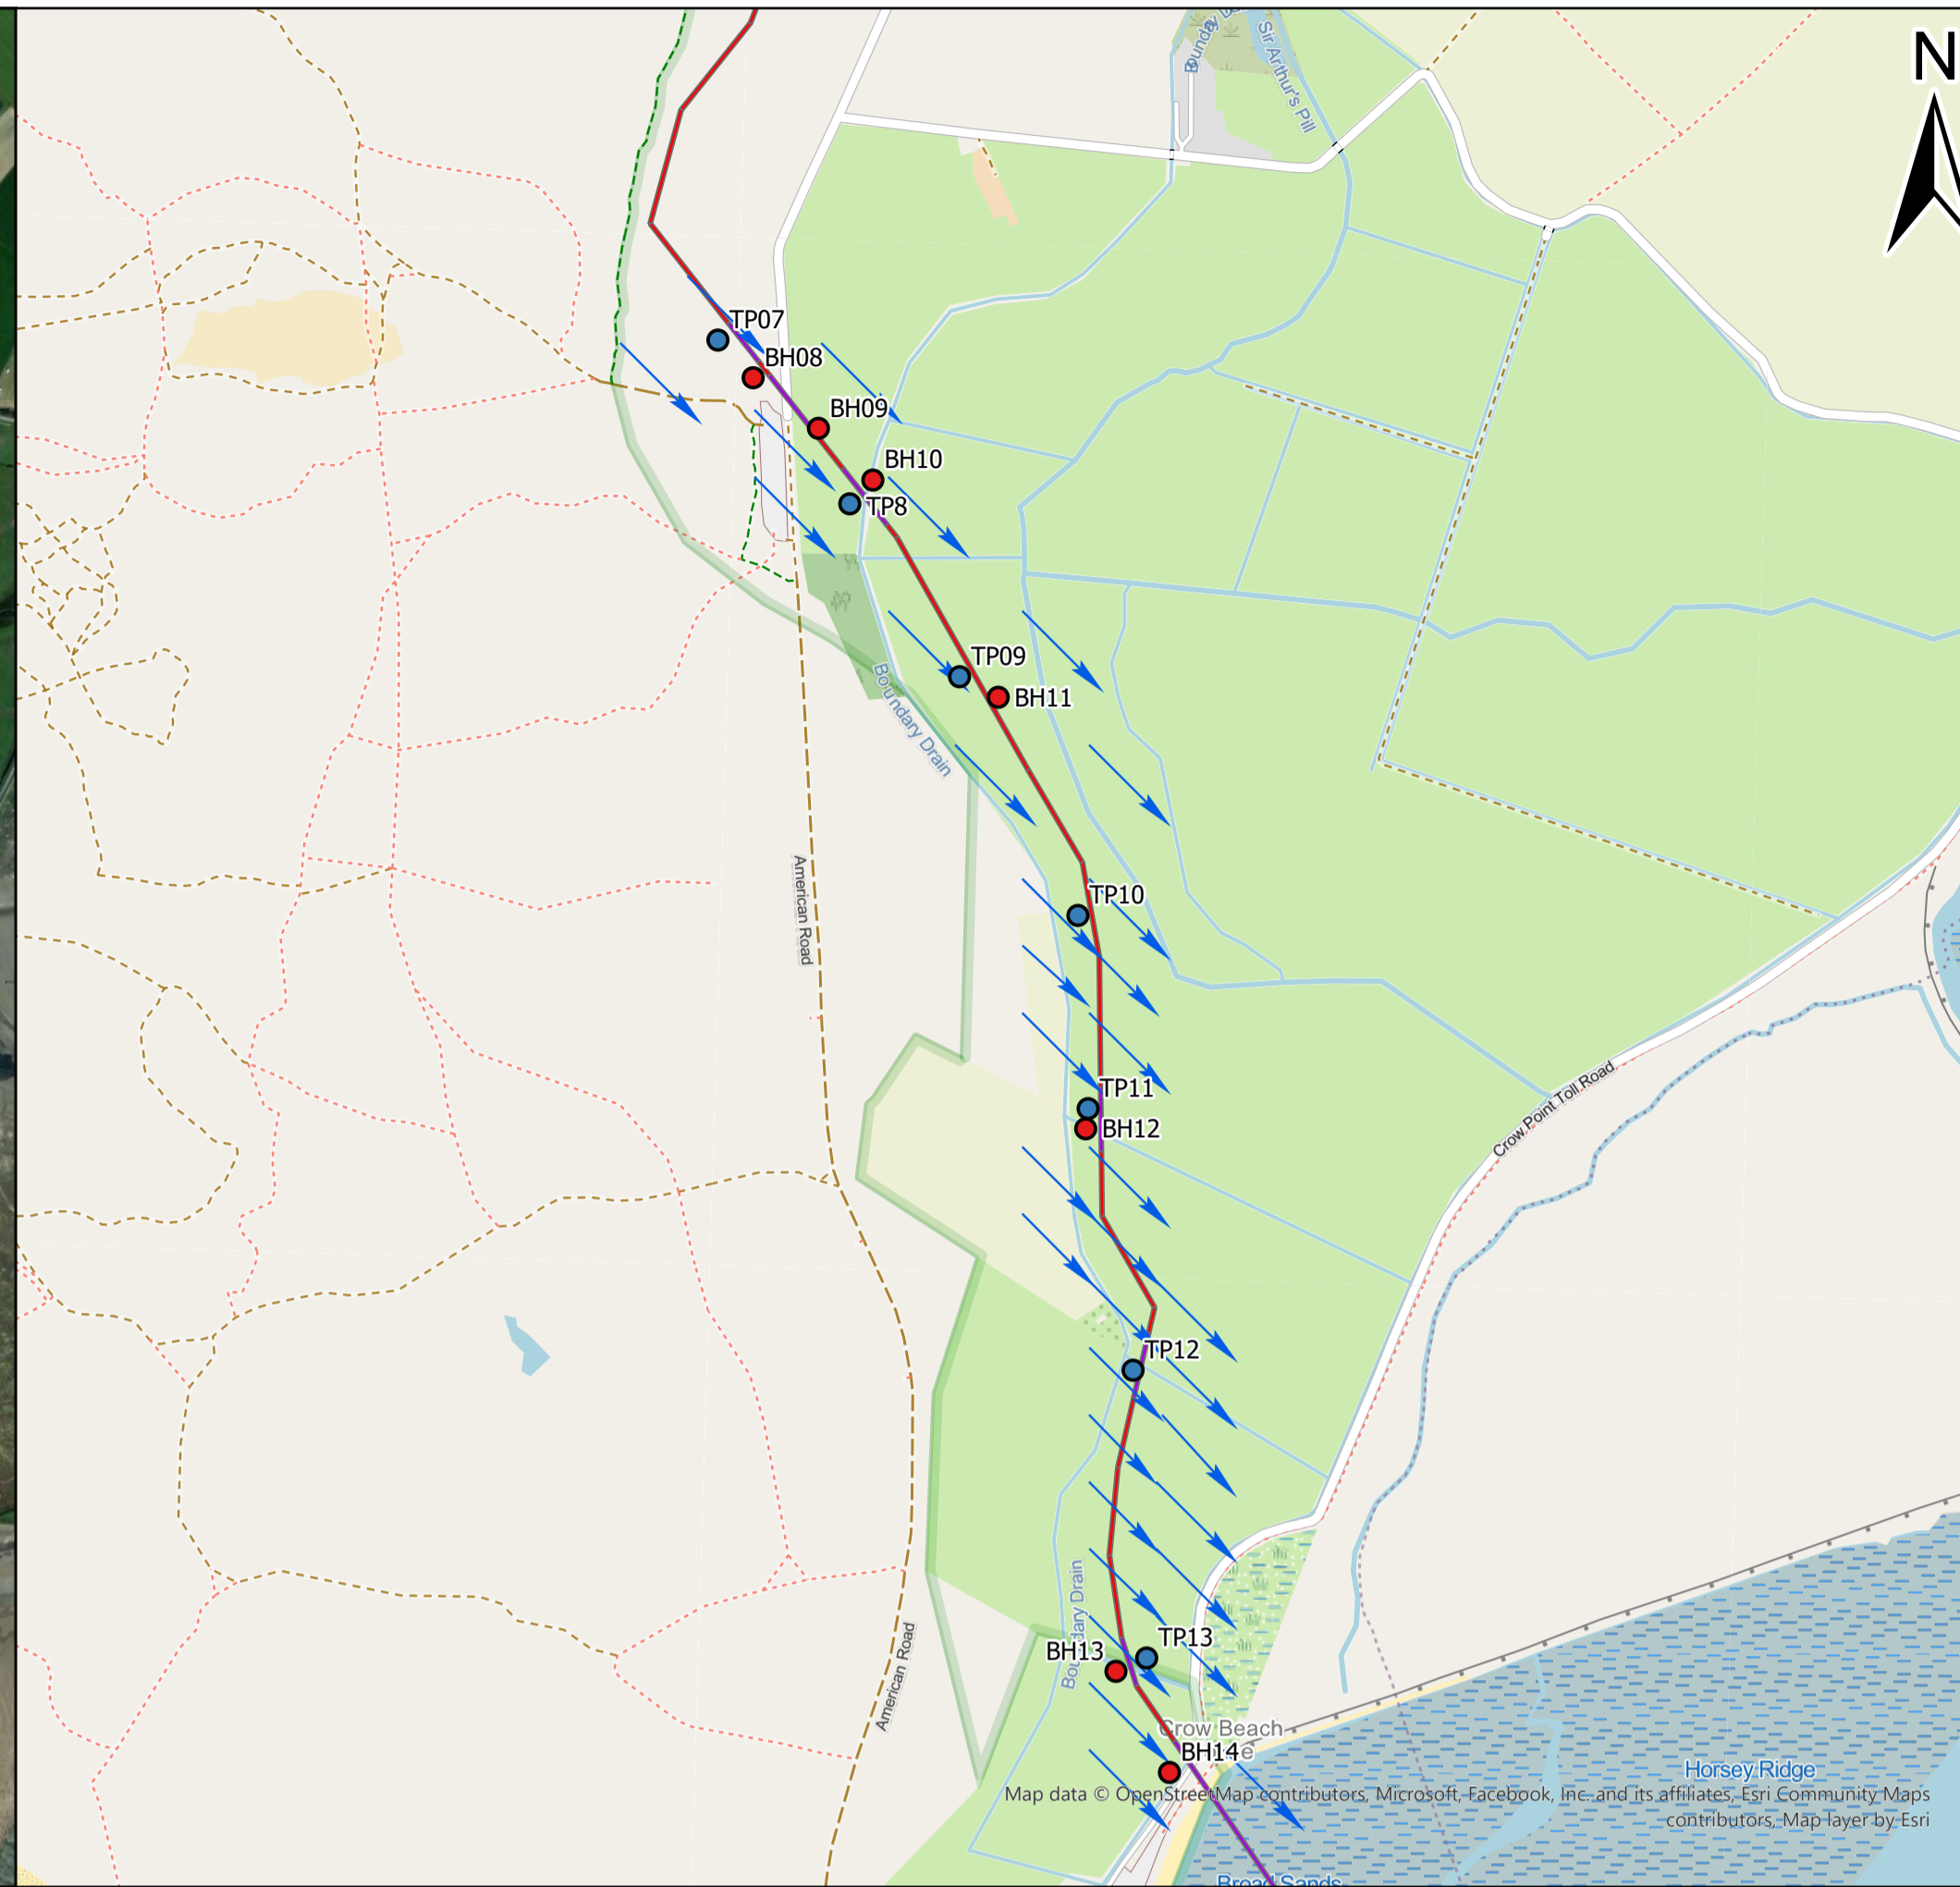 Sir Arthur's Pill
N
TP07
BH08
BH09
BH10
TP8
TP09
BH11
Boundary Drain
American Road
TP10
TP11
BH12
Crow Point Toll Road
TP12
Boundary Drain
TP13
BH13
American Road
Crow Beach
BH14
Horsey Ridge
Map data © OpenStreetMap contributors, Microsoft, Facebook, Inc. and its affiliates, Esri Community Maps
contributors, Map layer by Esri
Broad Sands